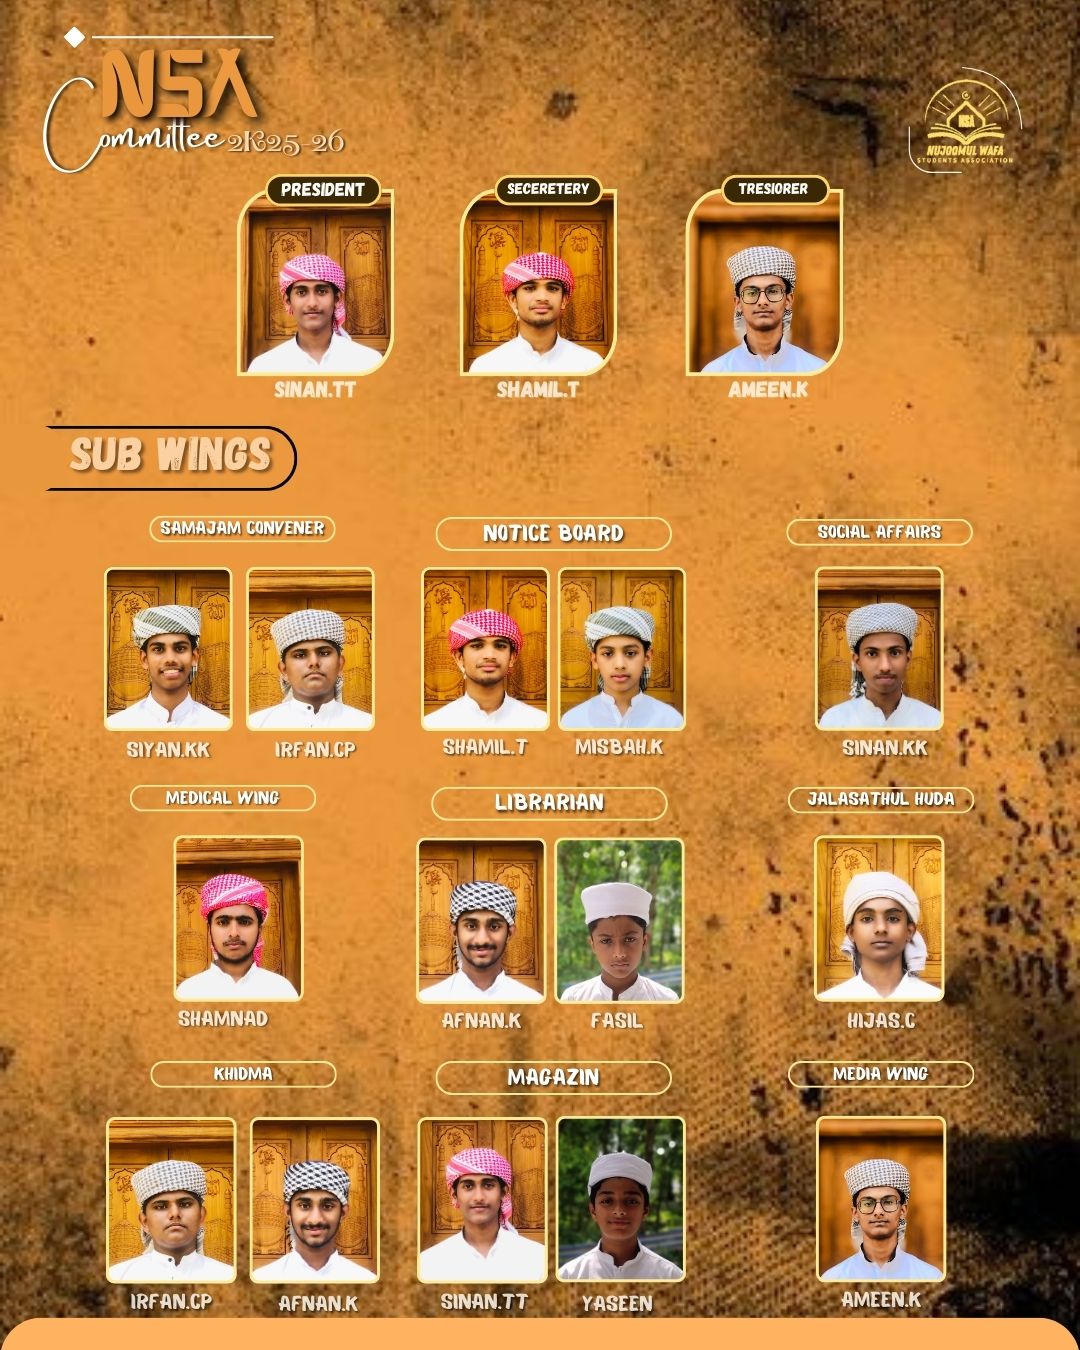 NSA
Committee 2K25-26
NSA
NUJOOMUL WAFA
STUDENTS ASSOCIATION
PRESIDENT
SECERETERY
TRESIORER
SINAN.TT
SHAMIL.T
AMEEN.K
SUB WINGS
SAMAJAM CONVENER
NOTICE BOARD
SOCIAL AFFAIRS
SIYAN.KK
IRFAN.CP
SHAMIL.T
MISBAH.K
SINAN.KK
MEDICAL WING
LIBRARIAN
JALASATHUL HUDA
SHAMNAD
AFNAN.K
FASIL
HIJAS.C
KHIDMA
MAGAZIN
MEDIA WING
IRFAN.CP
AFNAN.K
SINAN.TT
YASEEN
AMEEN.K